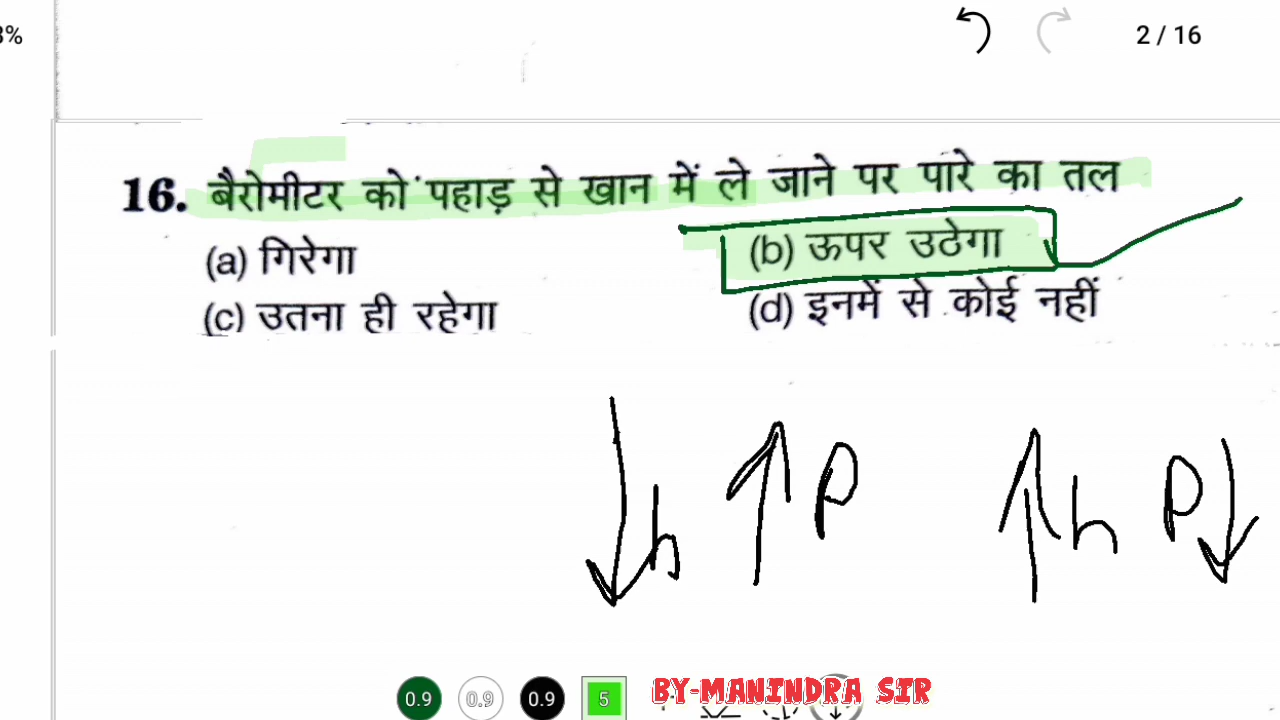 3%
2 / 16
16. बैरोमीटर को पहाड़ से खान में ले जाने पर पारे का तल
(a) गिरेगा (b) ऊपर उठेगा
(c) उतना ही रहेगा (d) इनमें से कोई नहीं
↓h ↑P ↑h P↓
0.9 0.9 0.9 5 BY-MANINDRA SIR